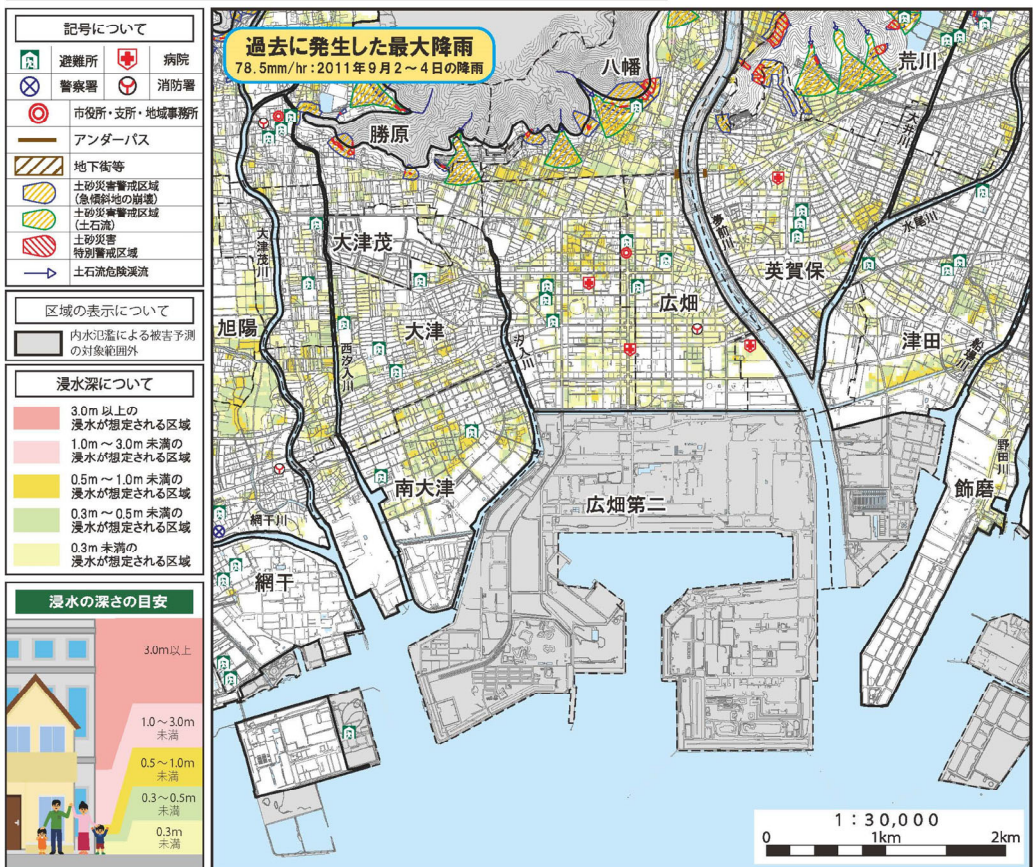 記号について
避難所
病院
警察署
消防署
市役所・支所・地域事務所
アンダーパス
地下街等
土砂災害警戒区域
(急傾斜地の崩壊)
土砂災害警戒区域
(土石流)
土砂災害
特別警戒区域
土石流危険渓流
区域の表示について
内水氾濫による被害予測
の対象範囲外
浸水深について
3.0m 以上の
浸水が想定される区域
1.0m ～ 3.0m 未満の
浸水が想定される区域
0.5m ～ 1.0m 未満の
浸水が想定される区域
0.3m ～ 0.5m 未満の
浸水が想定される区域
0.3m 未満の
浸水が想定される区域
浸水の深さの目安
3.0m以上
1.0～3.0m
未満
0.5～1.0m
未満
0.3～0.5m
未満
0.3m
未満
過去に発生した最大降雨
78.5mm/hr：2011年9月2～4日の降雨
八幡
荒川
勝原
大井川
大津茂川
大津茂
夢前川
水尾川
英賀保
旭陽
大津
西汐入川
汐入川
広畑
津田
船場川
野田川
南大津
広畑第二
飾磨
網干川
網干
1：30,000
0
1km
2km